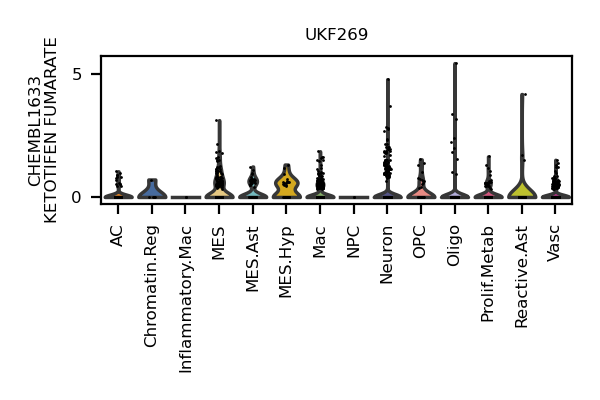 UKF269
CHEMBL1633
KETOTIFEN FUMARATE
5
0
AC
Chromatin.Reg
Inflammatory.Mac
MES
MES.Ast
MES.Hyp
Mac
NPC
Neuron
OPC
Oligo
Prolif.Metab
Reactive.Ast
Vasc